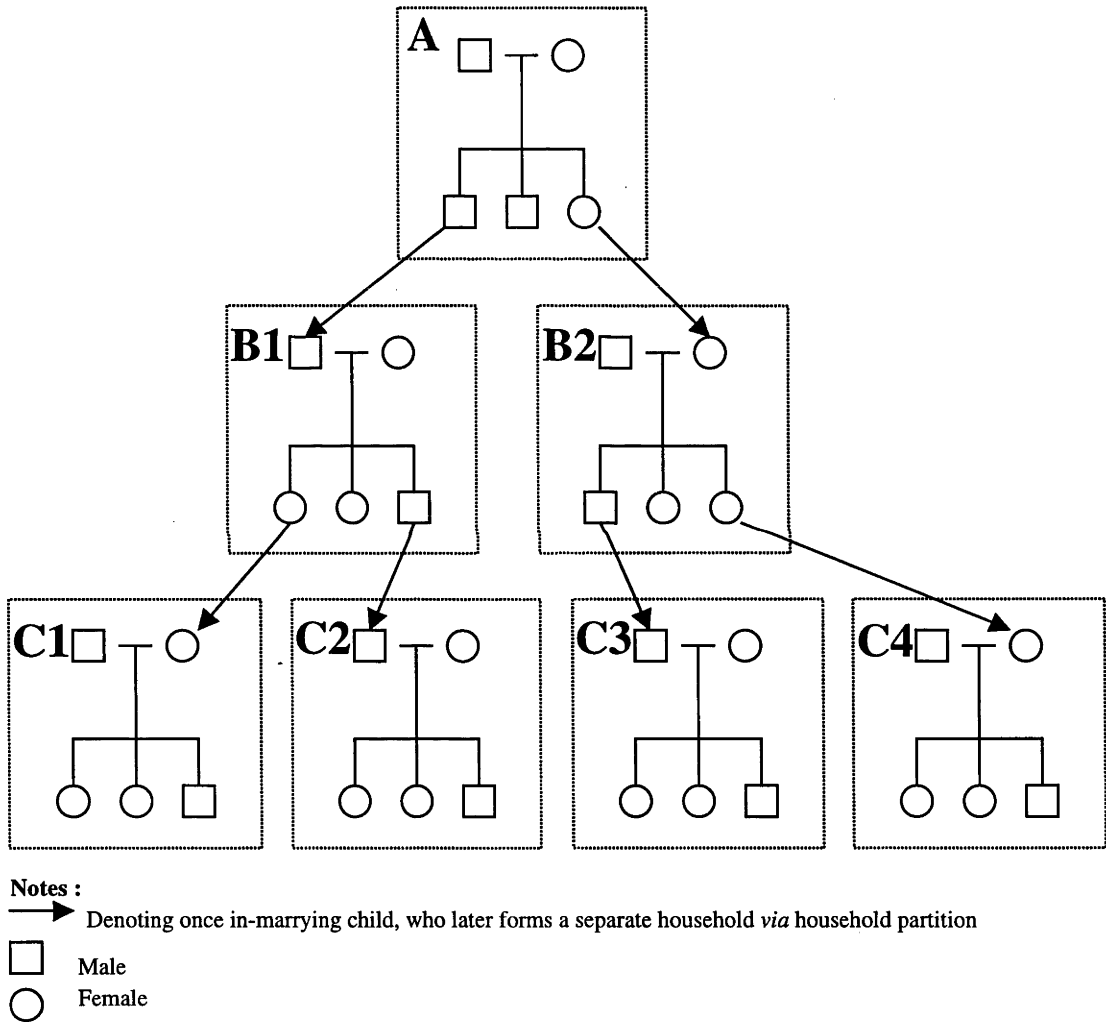 A
B1
B2
C1
C2
C3
C4
Notes :
Denoting once in-marrying child, who later forms a separate household via household partition
Male
Female